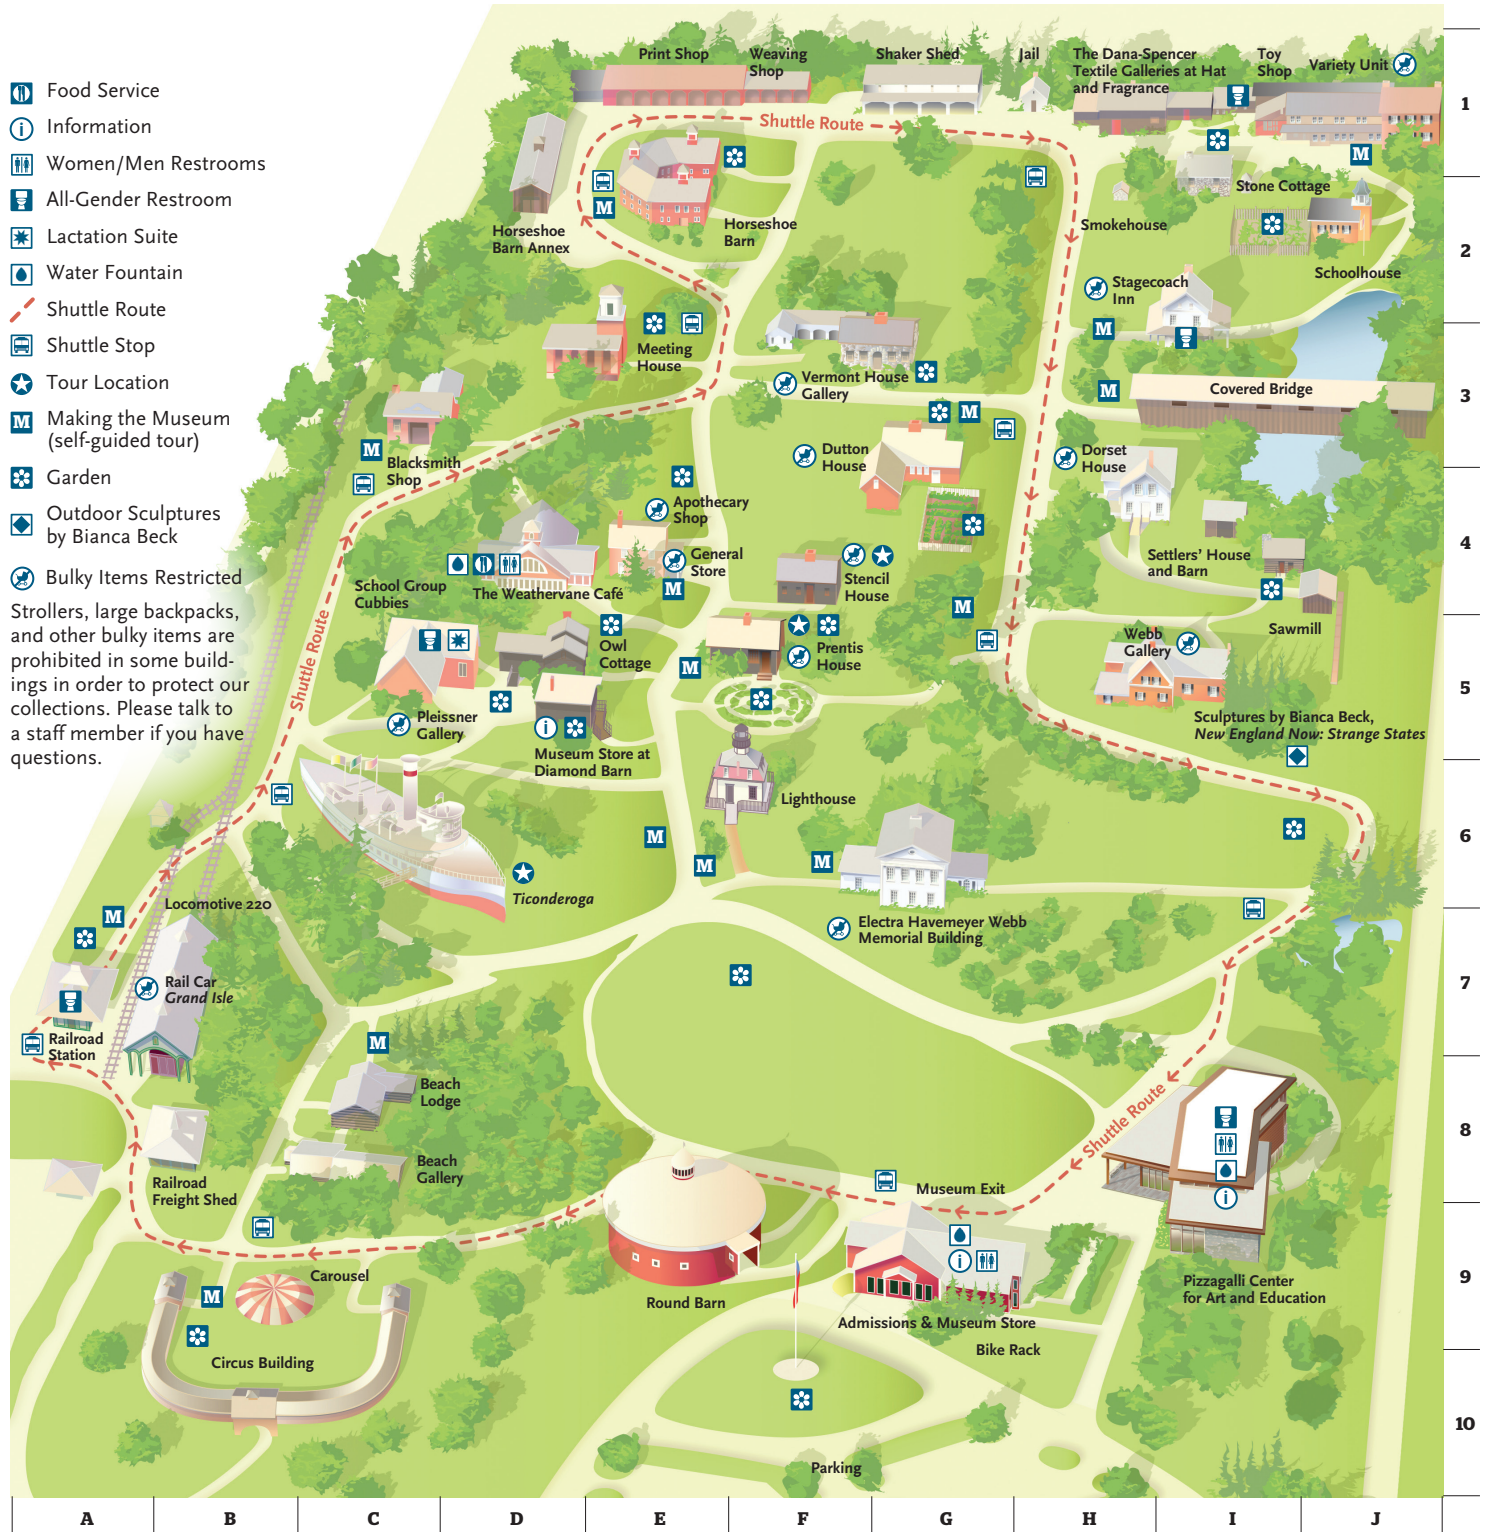 Food Service
Information
Women/Men Restrooms
All-Gender Restroom
Lactation Suite
Water Fountain
Shuttle Route
Shuttle Stop
Tour Location
M
Making the Museum
(self-guided tour)
Garden
Outdoor Sculptures
by Bianca Beck
Bulky Items Restricted
Strollers, large backpacks,
and other bulky items are
prohibited in some build-
ings in order to protect our
collections. Please talk to
a staff member if you have
questions.
Print Shop
Weaving
Shop
Shaker Shed
Jail
The Dana-Spencer
Textile Galleries at Hat
and Fragrance
Toy
Shop
Variety Unit
1
Shuttle Route
M
Horseshoe
Barn Annex
M
Horseshoe
Barn
Stone Cottage
Smokehouse
Schoolhouse
2
Stagecoach
Inn
M
Meeting
House
Vermont House
Gallery
M
Covered Bridge
3
M
M
Blacksmith
Shop
Dutton
House
Dorset
House
Apothecary
Shop
General
Store
M
Stencil
House
Settlers' House
and Barn
4
School Group
Cubbies
The Weathervane Café
M
Sawmill
Shuttle Route
Owl
Cottage
M
Prentis
House
Webb
Gallery
5
Pleissner
Gallery
Museum Store at
Diamond Barn
Sculptures by Bianca Beck,
New England Now: Strange States
Lighthouse
M
M
M
6
Ticonderoga
Locomotive 220
M
Electra Havemeyer Webb
Memorial Building
Rail Car
Grand Isle
7
Railroad
Station
M
Beach
Lodge
Shuttle Route
8
Beach
Gallery
Railroad
Freight Shed
Museum Exit
Carousel
M
9
Round Barn
Pizzagalli Center
for Art and Education
Admissions & Museum Store
Bike Rack
Circus Building
10
Parking
A B C D E F G H I J